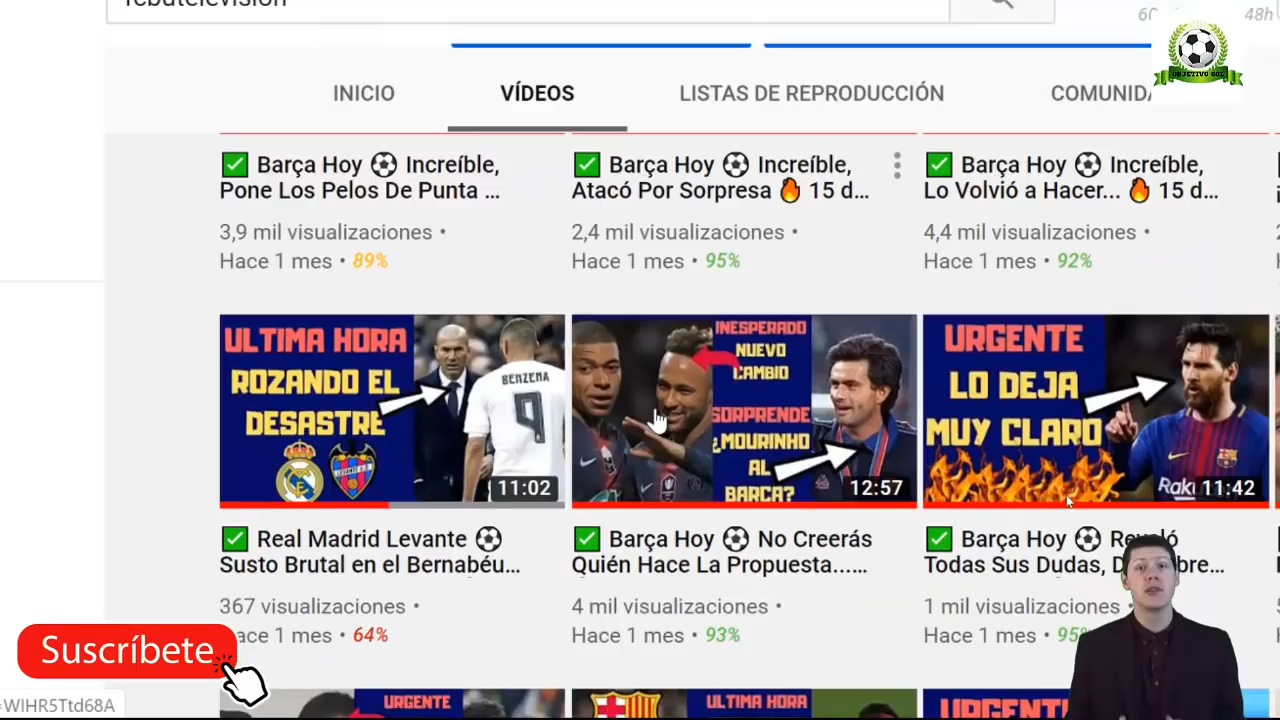 60
48h
OBJETIVO GOL
INICIO
VÍDEOS
LISTAS DE REPRODUCCIÓN
✅ Barça Hoy ⚽ Increíble,
Pone Los Pelos De Punta ...
3,9 mil visualizaciones •
Hace 1 mes • 89%
✅ Barça Hoy ⚽ Increíble,
Atacó Por Sorpresa 🔥 15 d...
2,4 mil visualizaciones •
Hace 1 mes • 95%
✅ Barça Hoy ⚽ Increíble,
Lo Volvió a Hacer... 🔥 15 d...
4,4 mil visualizaciones •
Hace 1 mes • 92%
ULTIMA HORA
ROZANDO EL
DESASTRE
BENZEMA
9
11:02
INESPERADO
NUEVO
CAMBIO
SORPRENDE
¿MOURINHO
AL
BARÇA?
12:57
URGENTE
LO DEJA
MUY CLARO
11:42
✅ Real Madrid Levante ⚽
Susto Brutal en el Bernabéu...
367 visualizaciones •
Hace 1 mes • 64%
✅ Barça Hoy ⚽ No Creerás
Quién Hace La Propuesta......
4 mil visualizaciones •
Hace 1 mes • 93%
✅ Barça Hoy ⚽
Todas Sus Dudas,
1 mil visualizaciones •
Hace 1 mes • 95%
Suscríbete
=WIHR5Ttd68A
URGENTE
ULTIMA HORA